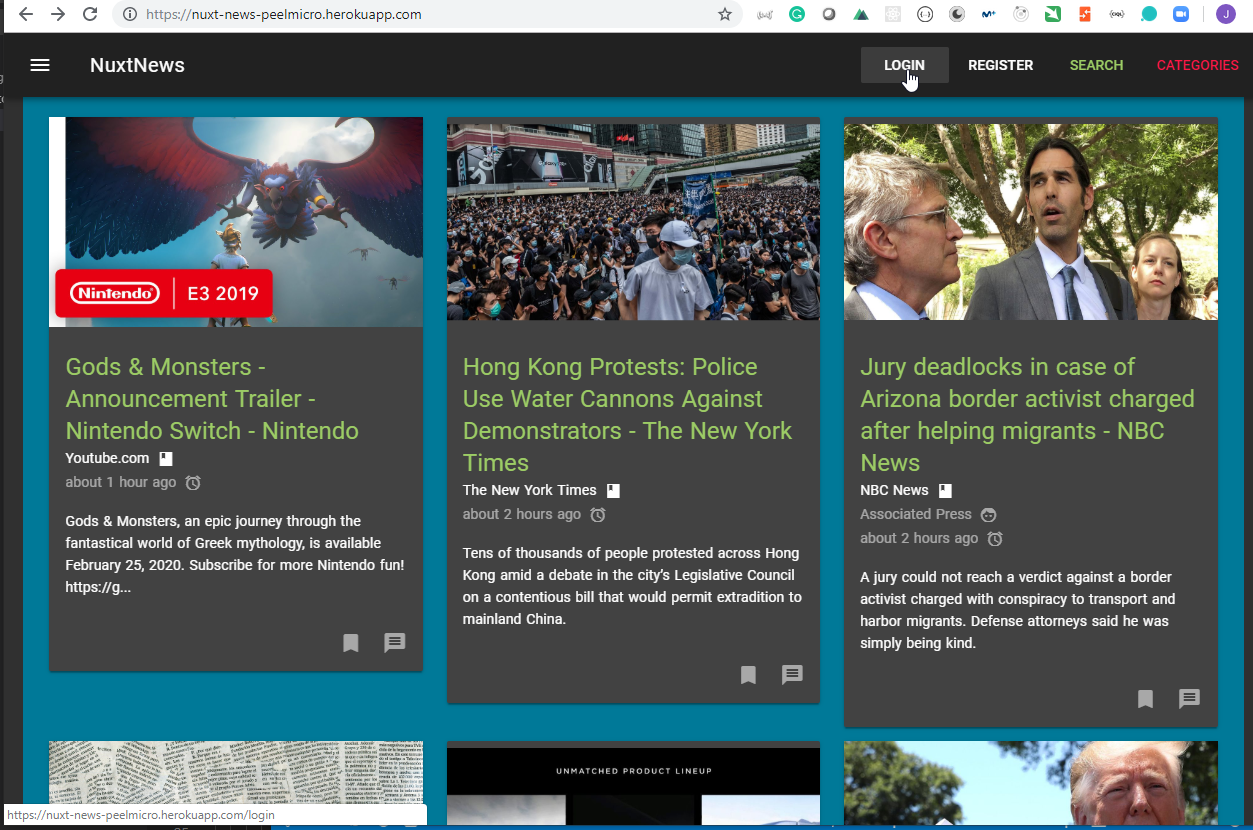 https://nuxt-news-peelmicro.herokuapp.com
J
NuxtNews
LOGIN
REGISTER
SEARCH
CATEGORIES
Nintendo
E3 2019
Gods & Monsters -
Announcement Trailer -
Nintendo Switch - Nintendo
Youtube.com
about 1 hour ago
Gods & Monsters, an epic journey through the
fantastical world of Greek mythology, is available
February 25, 2020. Subscribe for more Nintendo fun!
https://g...
Hong Kong Protests: Police
Use Water Cannons Against
Demonstrators - The New York
Times
The New York Times
about 2 hours ago
Tens of thousands of people protested across Hong
Kong amid a debate in the city’s Legislative Council
on a contentious bill that would permit extradition to
mainland China.
Jury deadlocks in case of
Arizona border activist charged
after helping migrants - NBC
News
NBC News
Associated Press
about 2 hours ago
A jury could not reach a verdict against a border
activist charged with conspiracy to transport and
harbor migrants. Defense attorneys said he was
simply being kind.
UNMATCHED PRODUCT LINEUP
https://nuxt-news-peelmicro.herokuapp.com/login